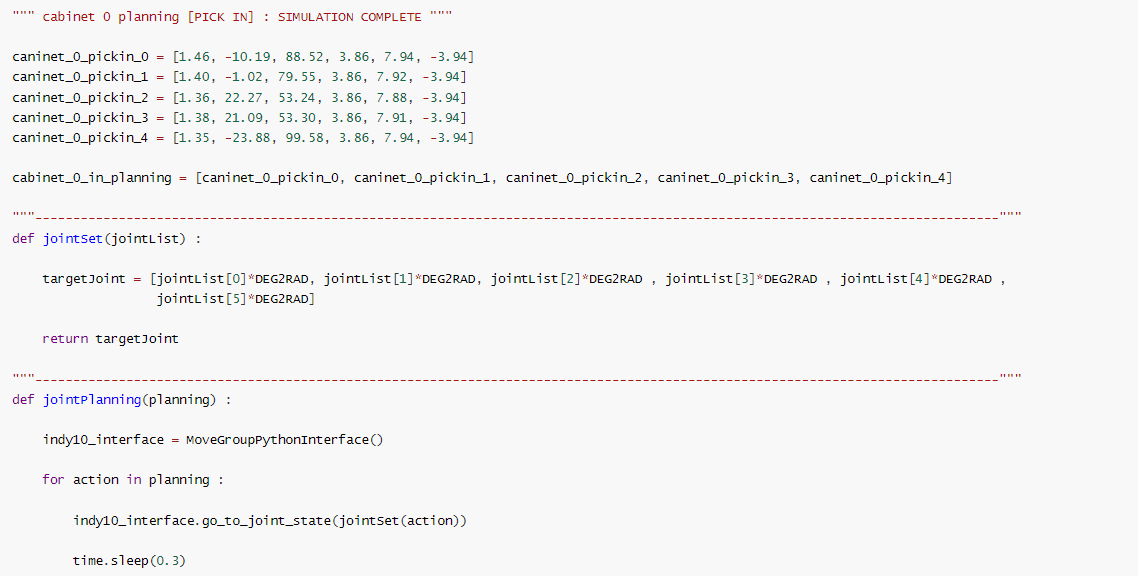 """ cabinet 0 planning [PICK IN] : SIMULATION COMPLETE """
caninet_0_pickin_0 = [1.46, -10.19, 88.52, 3.86, 7.94, -3.94]
caninet_0_pickin_1 = [1.40, -1.02, 79.55, 3.86, 7.92, -3.94]
caninet_0_pickin_2 = [1.36, 22.27, 53.24, 3.86, 7.88, -3.94]
caninet_0_pickin_3 = [1.38, 21.09, 53.30, 3.86, 7.91, -3.94]
caninet_0_pickin_4 = [1.35, -23.88, 99.58, 3.86, 7.94, -3.94]
cabinet_0_in_planning = [caninet_0_pickin_0, caninet_0_pickin_1, caninet_0_pickin_2, caninet_0_pickin_3, caninet_0_pickin_4]
"""-------------------------------------------------------------------------------------------------------------------------------"""
def jointSet(jointList) :
targetJoint = [jointList[0]*DEG2RAD, jointList[1]*DEG2RAD, jointList[2]*DEG2RAD , jointList[3]*DEG2RAD , jointList[4]*DEG2RAD ,
jointList[5]*DEG2RAD]
return targetJoint
"""-------------------------------------------------------------------------------------------------------------------------------"""
def jointPlanning(planning) :
indy10_interface = MoveGroupPythonInterface()
for action in planning :
indy10_interface.go_to_joint_state(jointSet(action))
time.sleep(0.3)